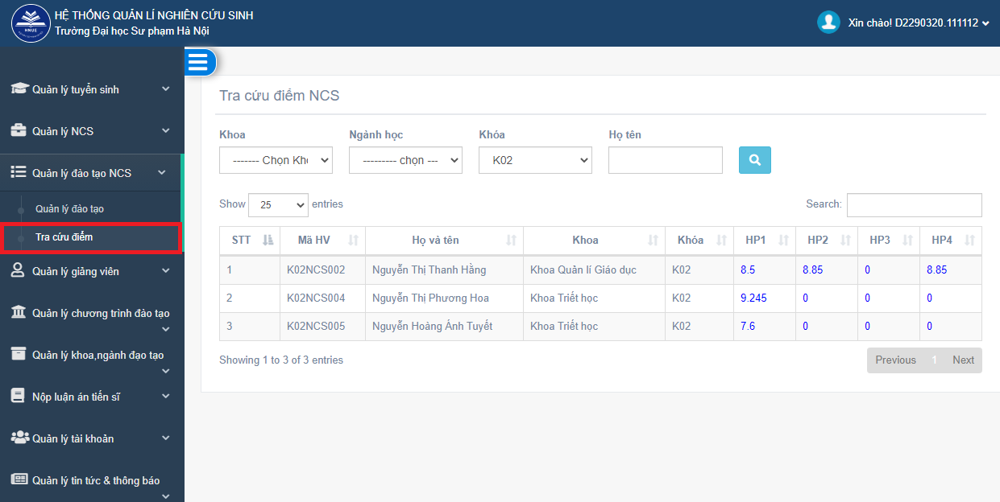 HỆ THỐNG QUẢN LÍ NGHIÊN CỨU SINH
Trường Đại học Sư phạm Hà Nội
HNUE
Xin chào! D2290320.111112
Quản lý tuyển sinh
Quản lý NCS
Quản lý đào tạo NCS
Quản lý đào tạo
Tra cứu điểm
Quản lý giảng viên
Quản lý chương trình đào tạo
Quản lý khoa,ngành đạo tạo
Nộp luận án tiến sĩ
Quản lý tài khoản
Quản lý tin tức & thông báo
Tra cứu điểm NCS
Khoa Ngành học Khóa Họ tên
------- Chọn Kho --------- chọn --- K02
Show 25 entries Search:
STT Mã HV Họ và tên Khoa Khóa HP1 HP2 HP3 HP4
1 K02NCS002 Nguyễn Thị Thanh Hằng Khoa Quản lí Giáo dục K02 8.5 8.85 0 8.85
2 K02NCS004 Nguyễn Thị Phương Hoa Khoa Triết học K02 9.245 0 0 0
3 K02NCS005 Nguyễn Hoàng Ánh Tuyết Khoa Triết học K02 7.6 0 0 0
Showing 1 to 3 of 3 entries Previous 1 Next